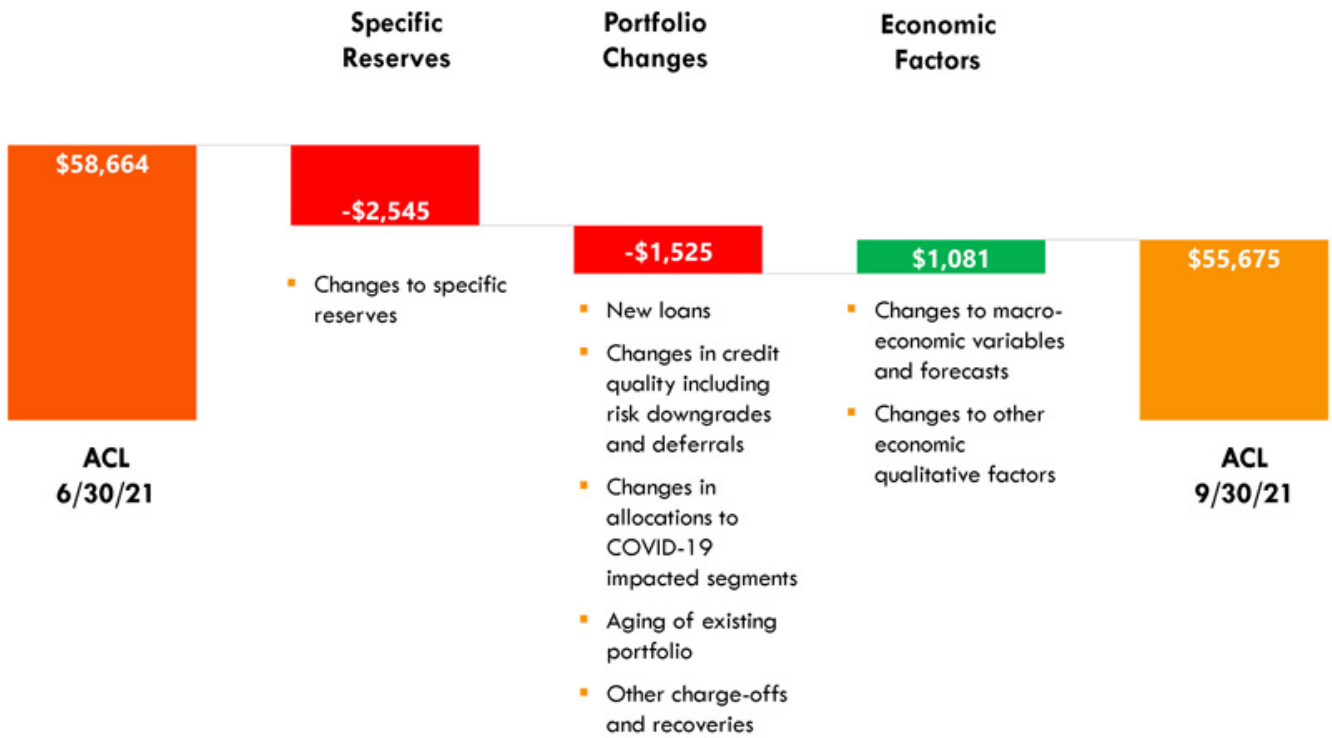 Specific
Reserves
Portfolio
Changes
Economic
Factors
$58,664
-$2,545
-$1,525
$1,081
$55,675
▪ Changes to specific
reserves
▪ New loans
▪ Changes in credit
quality including
risk downgrades
and deferrals
▪ Changes in
allocations to
COVID-19
impacted segments
▪ Aging of existing
portfolio
▪ Other charge-offs
and recoveries
▪ Changes to macro-
economic variables
and forecasts
▪ Changes to other
economic
qualitative factors
ACL
6/30/21
ACL
9/30/21